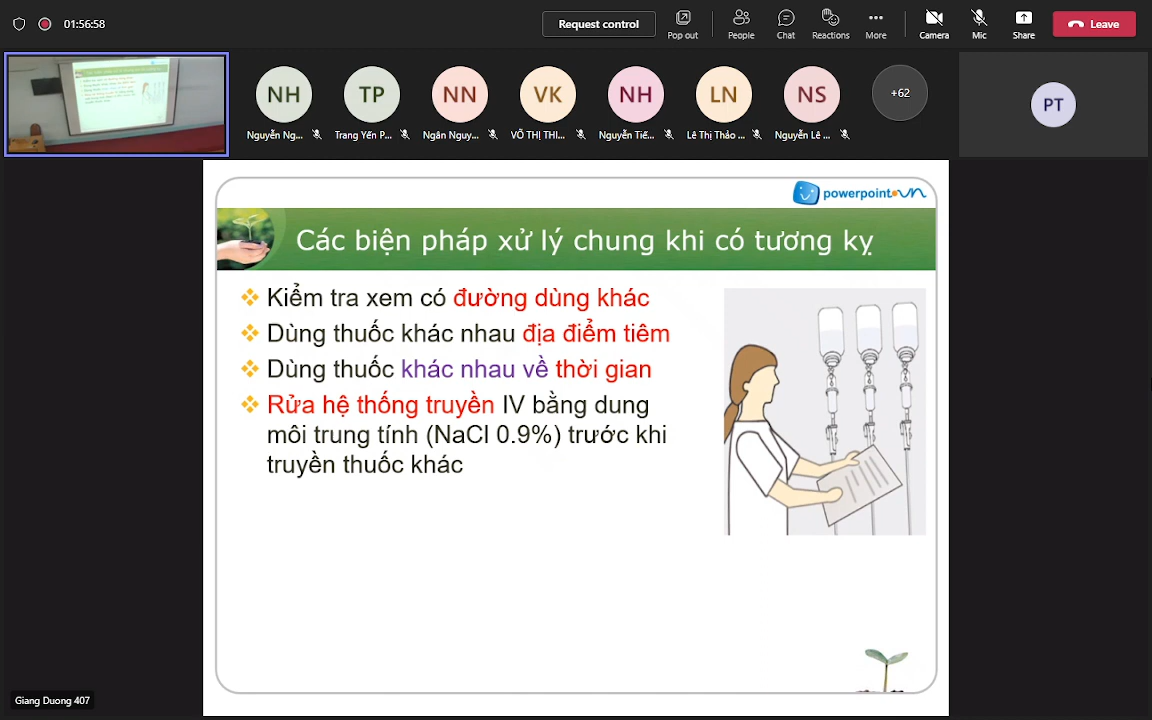 01:56:58
Request control
Pop out
People
Chat
Reactions
More
Camera
Mic
Share
Leave
NH
TP
NN
VK
NH
LN
NS
+62
PT
Nguyễn Ng...
Trang Yến P...
Ngân Nguy...
VÕ THỊ THI...
Nguyễn Tiế...
Lê Thị Thảo ...
Nguyễn Lê ...
powerpoint.vn
Các biện pháp xử lý chung khi có tương kỵ
Kiểm tra xem có đường dùng khác
Dùng thuốc khác nhau địa điểm tiêm
Dùng thuốc khác nhau về thời gian
Rửa hệ thống truyền IV bằng dung
môi trung tính (NaCl 0.9%) trước khi
truyền thuốc khác
Giang Duong 407